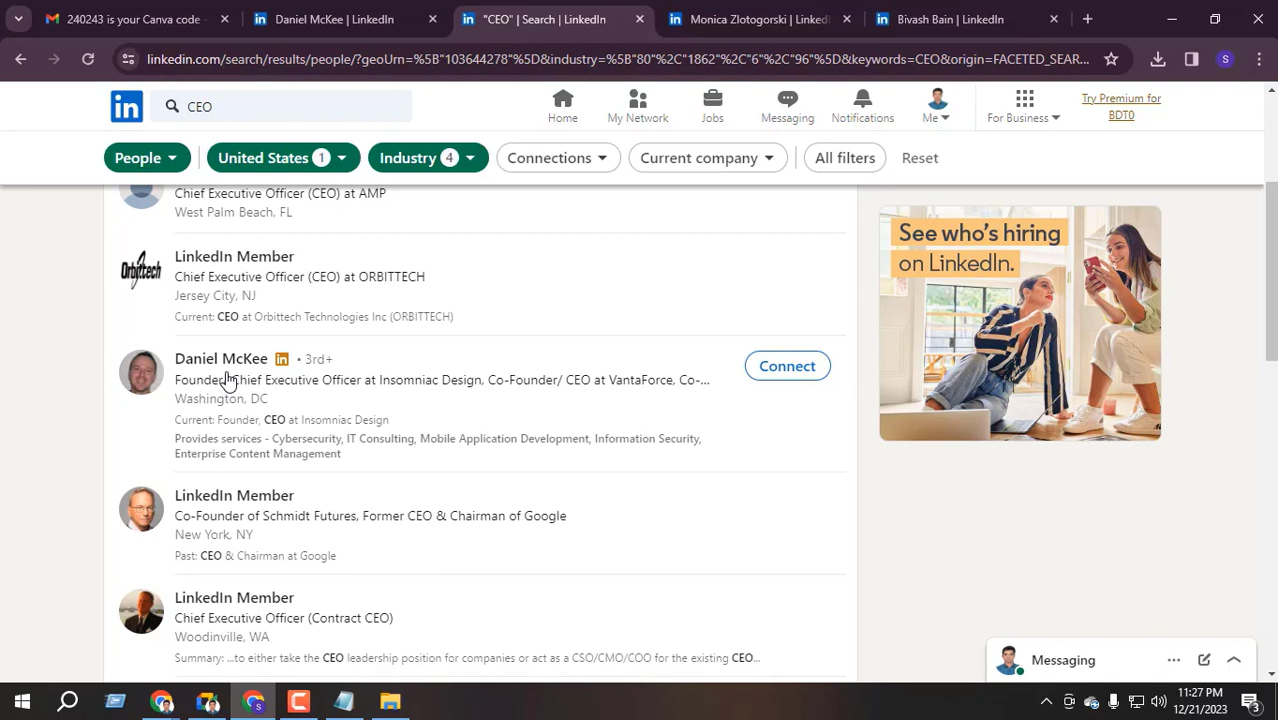 240243 is your Canva code -
Daniel McKee | LinkedIn
"CEO" | Search | LinkedIn
Monica Zlotogorski | LinkedI
Bivash Bain | LinkedIn
linkedin.com/search/results/people/?geoUrn=%5B"103644278"%5D&industry=%5B"80"%2C"1862"%2C"6"%2C"96"%5D&keywords=CEO&origin=FACETED_SEAR...
S
in
CEO
Home
My Network
Jobs
Messaging
Notifications
Me
For Business
Try Premium for
BDT0
People
United States 1
Industry 4
Connections
Current company
All filters
Reset
Chief Executive Officer (CEO) at AMP
West Palm Beach, FL
Orbittech
LinkedIn Member
Chief Executive Officer (CEO) at ORBITTECH
Jersey City, NJ
Current: CEO at Orbittech Technologies Inc (ORBITTECH)
Daniel McKee in • 3rd+
Founder, Chief Executive Officer at Insomniac Design, Co-Founder/ CEO at VantaForce, Co-...
Connect
Washington, DC
Current: Founder, CEO at Insomniac Design
Provides services - Cybersecurity, IT Consulting, Mobile Application Development, Information Security,
Enterprise Content Management
LinkedIn Member
Co-Founder of Schmidt Futures, Former CEO & Chairman of Google
New York, NY
Past: CEO & Chairman at Google
LinkedIn Member
Chief Executive Officer (Contract CEO)
Woodinville, WA
Summary: ...to either take the CEO leadership position for companies or act as a CSO/CMO/COO for the existing CEO...
See who's hiring
on LinkedIn.
Messaging
11:27 PM
12/21/2023
3